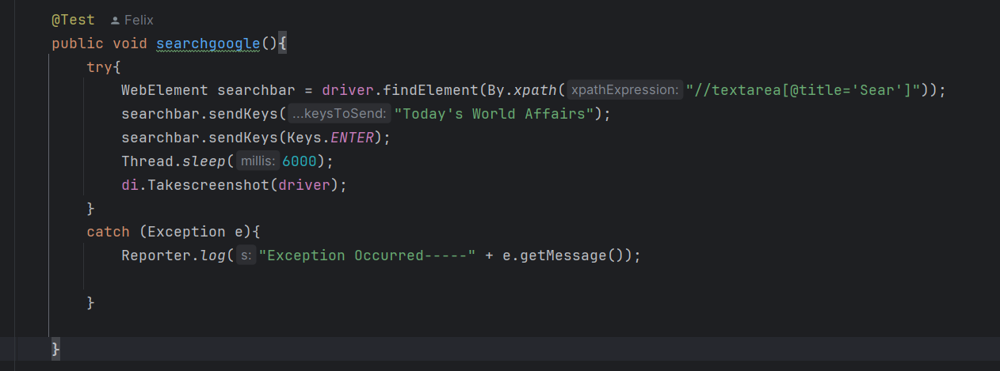 @Test Felix
public void searchgoogle(){
try{
WebElement searchbar = driver.findElement(By.xpath( xpathExpression: "//textarea[@title='Sear']"));
searchbar.sendKeys( ...keysToSend: "Today's World Affairs");
searchbar.sendKeys(Keys.ENTER);
Thread.sleep( millis: 6000);
di.Takescreenshot(driver);
}
catch (Exception e){
Reporter.log( s: "Exception Occurred-----" + e.getMessage());
}
}